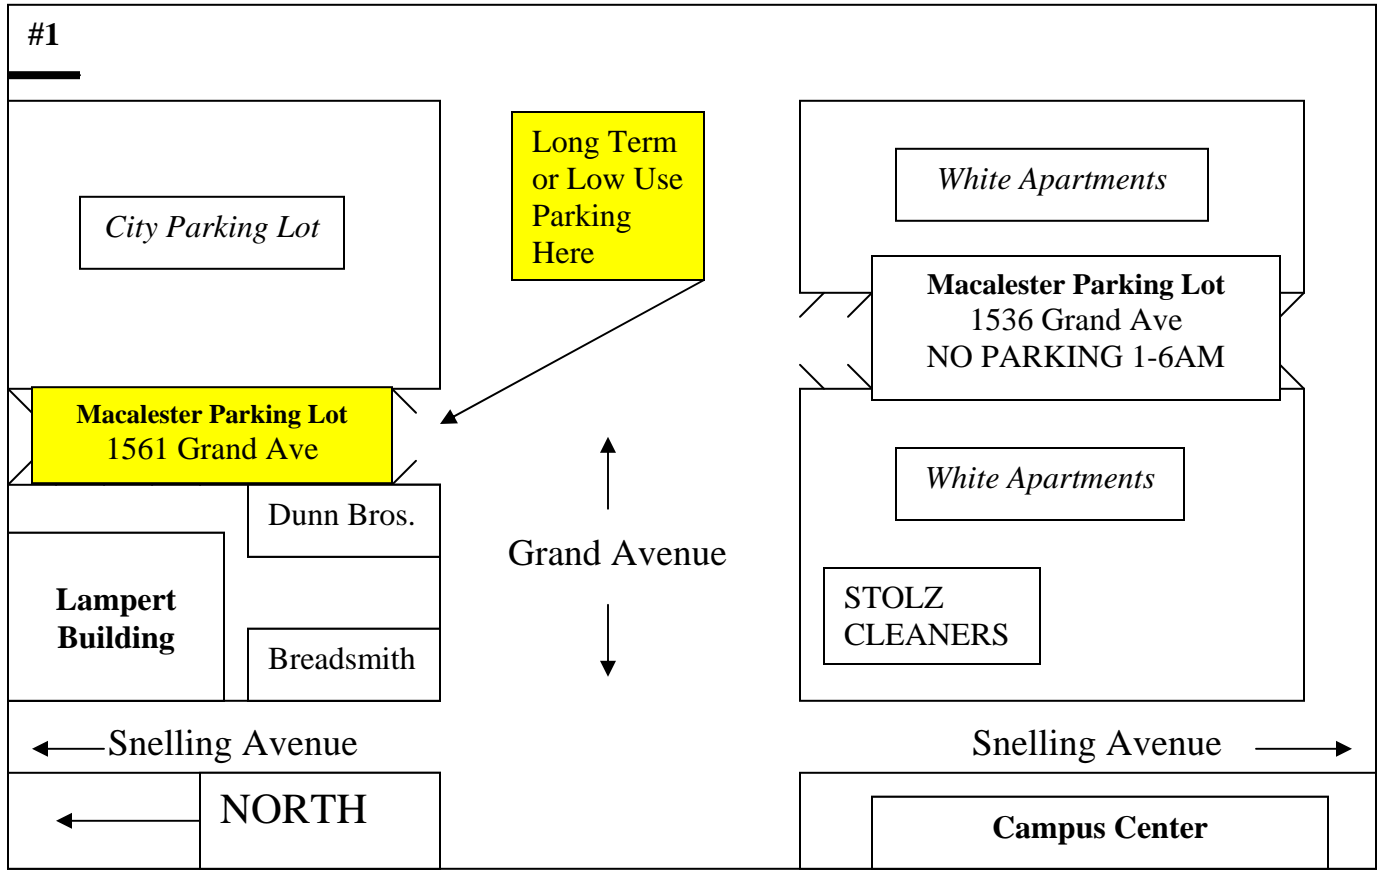 #1
Long Term
or Low Use
Parking
Here
White Apartments
City Parking Lot
Macalester Parking Lot
1536 Grand Ave
NO PARKING 1-6AM
Macalester Parking Lot
1561 Grand Ave
White Apartments
Dunn Bros.
Grand Avenue
Lampert
Building
STOLZ
CLEANERS
Breadsmith
Snelling Avenue
Snelling Avenue
NORTH
Campus Center